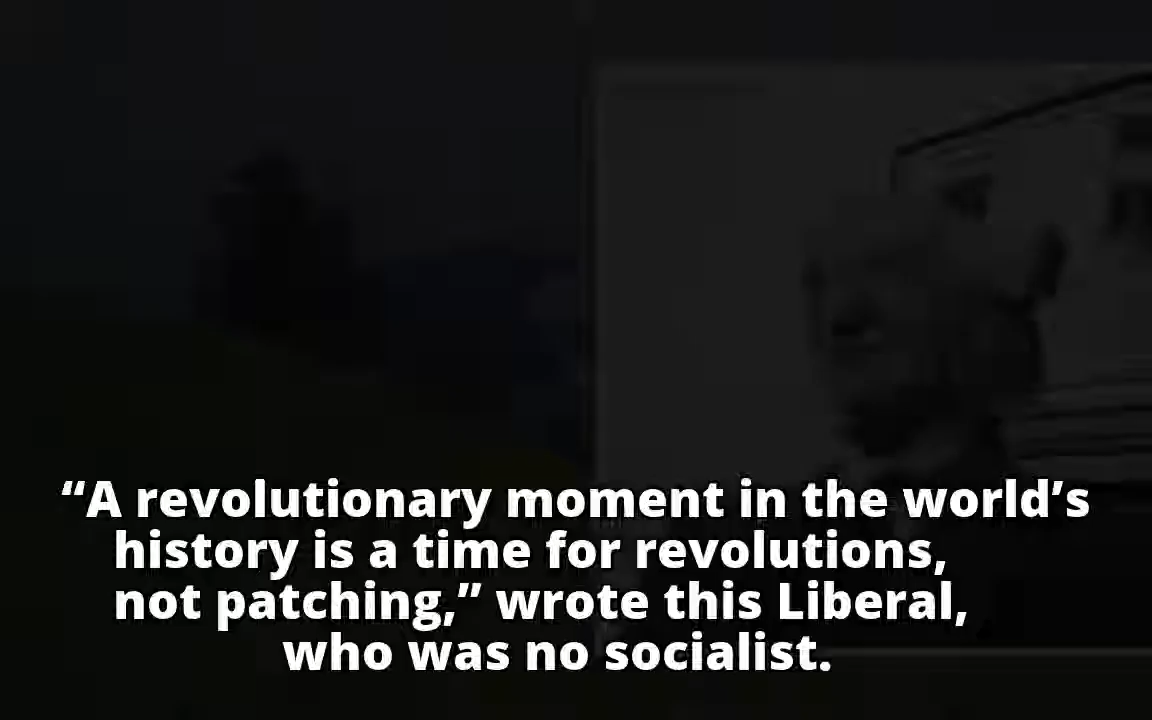 “A revolutionary moment in the world’s
history is a time for revolutions,
not patching,” wrote this Liberal,
who was no socialist.